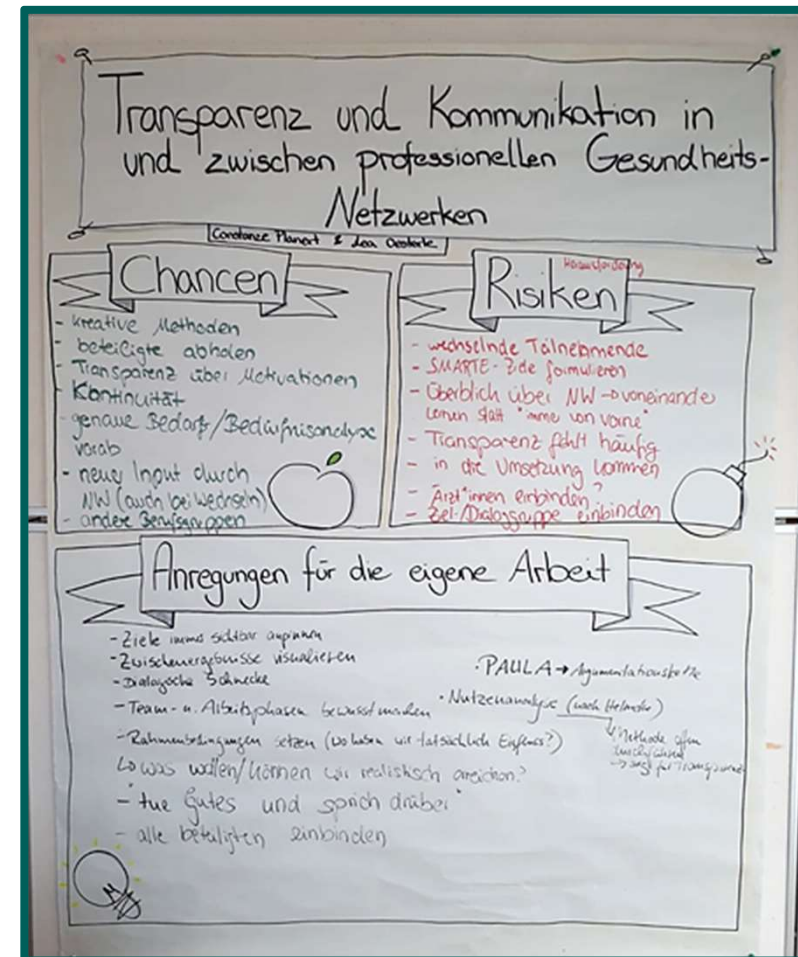 Transparenz und Kommunikation in
und zwischen professionellen Gesundheits-
Netzwerken
Constanze Planert & Lea Oesterle
Chancen
- kreative Methoden
- beteiligte abholen
- Transparenz über Motivationen
- Kontinuität
- genaue Bedarfs/Bedürfnisanalyse
vorab
- neuer Input durch
NW (auch bei Wechseln)
- andere Berufsgruppen
Herausforderung
Risiken
- wechselnde Teilnehmende
- SMARTE-Ziele formulieren
- Überblick über NW → voneinander
lernen statt "immer von vorne"
- Transparenz fehlt häufig
- in die Umsetzung kommen
- Ärzt*innen einbinden?
- Ziel-/Dialoggruppe einbinden
Anregungen für die eigene Arbeit
- Ziele immer sichtbar anpinnen
- Zwischenergebnisse visualisieren
- Dialogische Schnecke
- Team- u. Arbeitsphasen bewusst machen
- Rahmenbedingungen setzen (wo haben wir tatsächlich Einfluss?)
↳ was wollen/können wir realistisch erreichen?
- "tue gutes und sprich drüber"
- alle beteiligten einbinden
· PAULA → Argumentationskette
· Nutzenanalyse (nach
↳ Methode offen
durchführen
→ sorgt für Transparenz